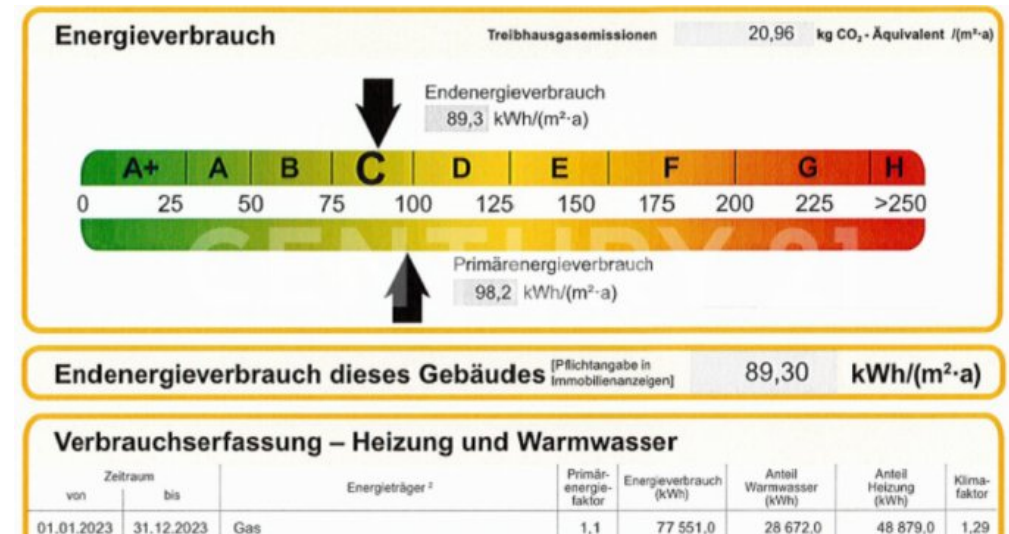 Energieverbrauch
Treibhausgasemissionen 20,96 kg CO₂ - Äquivalent /(m²·a)
Endenergieverbrauch
89,3 kWh/(m²·a)
A+ A B C D E F G H
0 25 50 75 100 125 150 175 200 225 >250
CENTURY 21
Primärenergieverbrauch
98,2 kWh/(m²·a)
Endenergieverbrauch dieses Gebäudes [Pflichtangabe in Immobilienanzeigen] 89,30 kWh/(m²·a)
Verbrauchserfassung – Heizung und Warmwasser
Zeitraum
von bis
Energieträger ²
Primär-
energie-
faktor
Energieverbrauch
(kWh)
Anteil
Warmwasser
(kWh)
Anteil
Heizung
(kWh)
Klima-
faktor
01.01.2023 31.12.2023 Gas 1,1 77 551,0 28 672,0 48 879,0 1,29